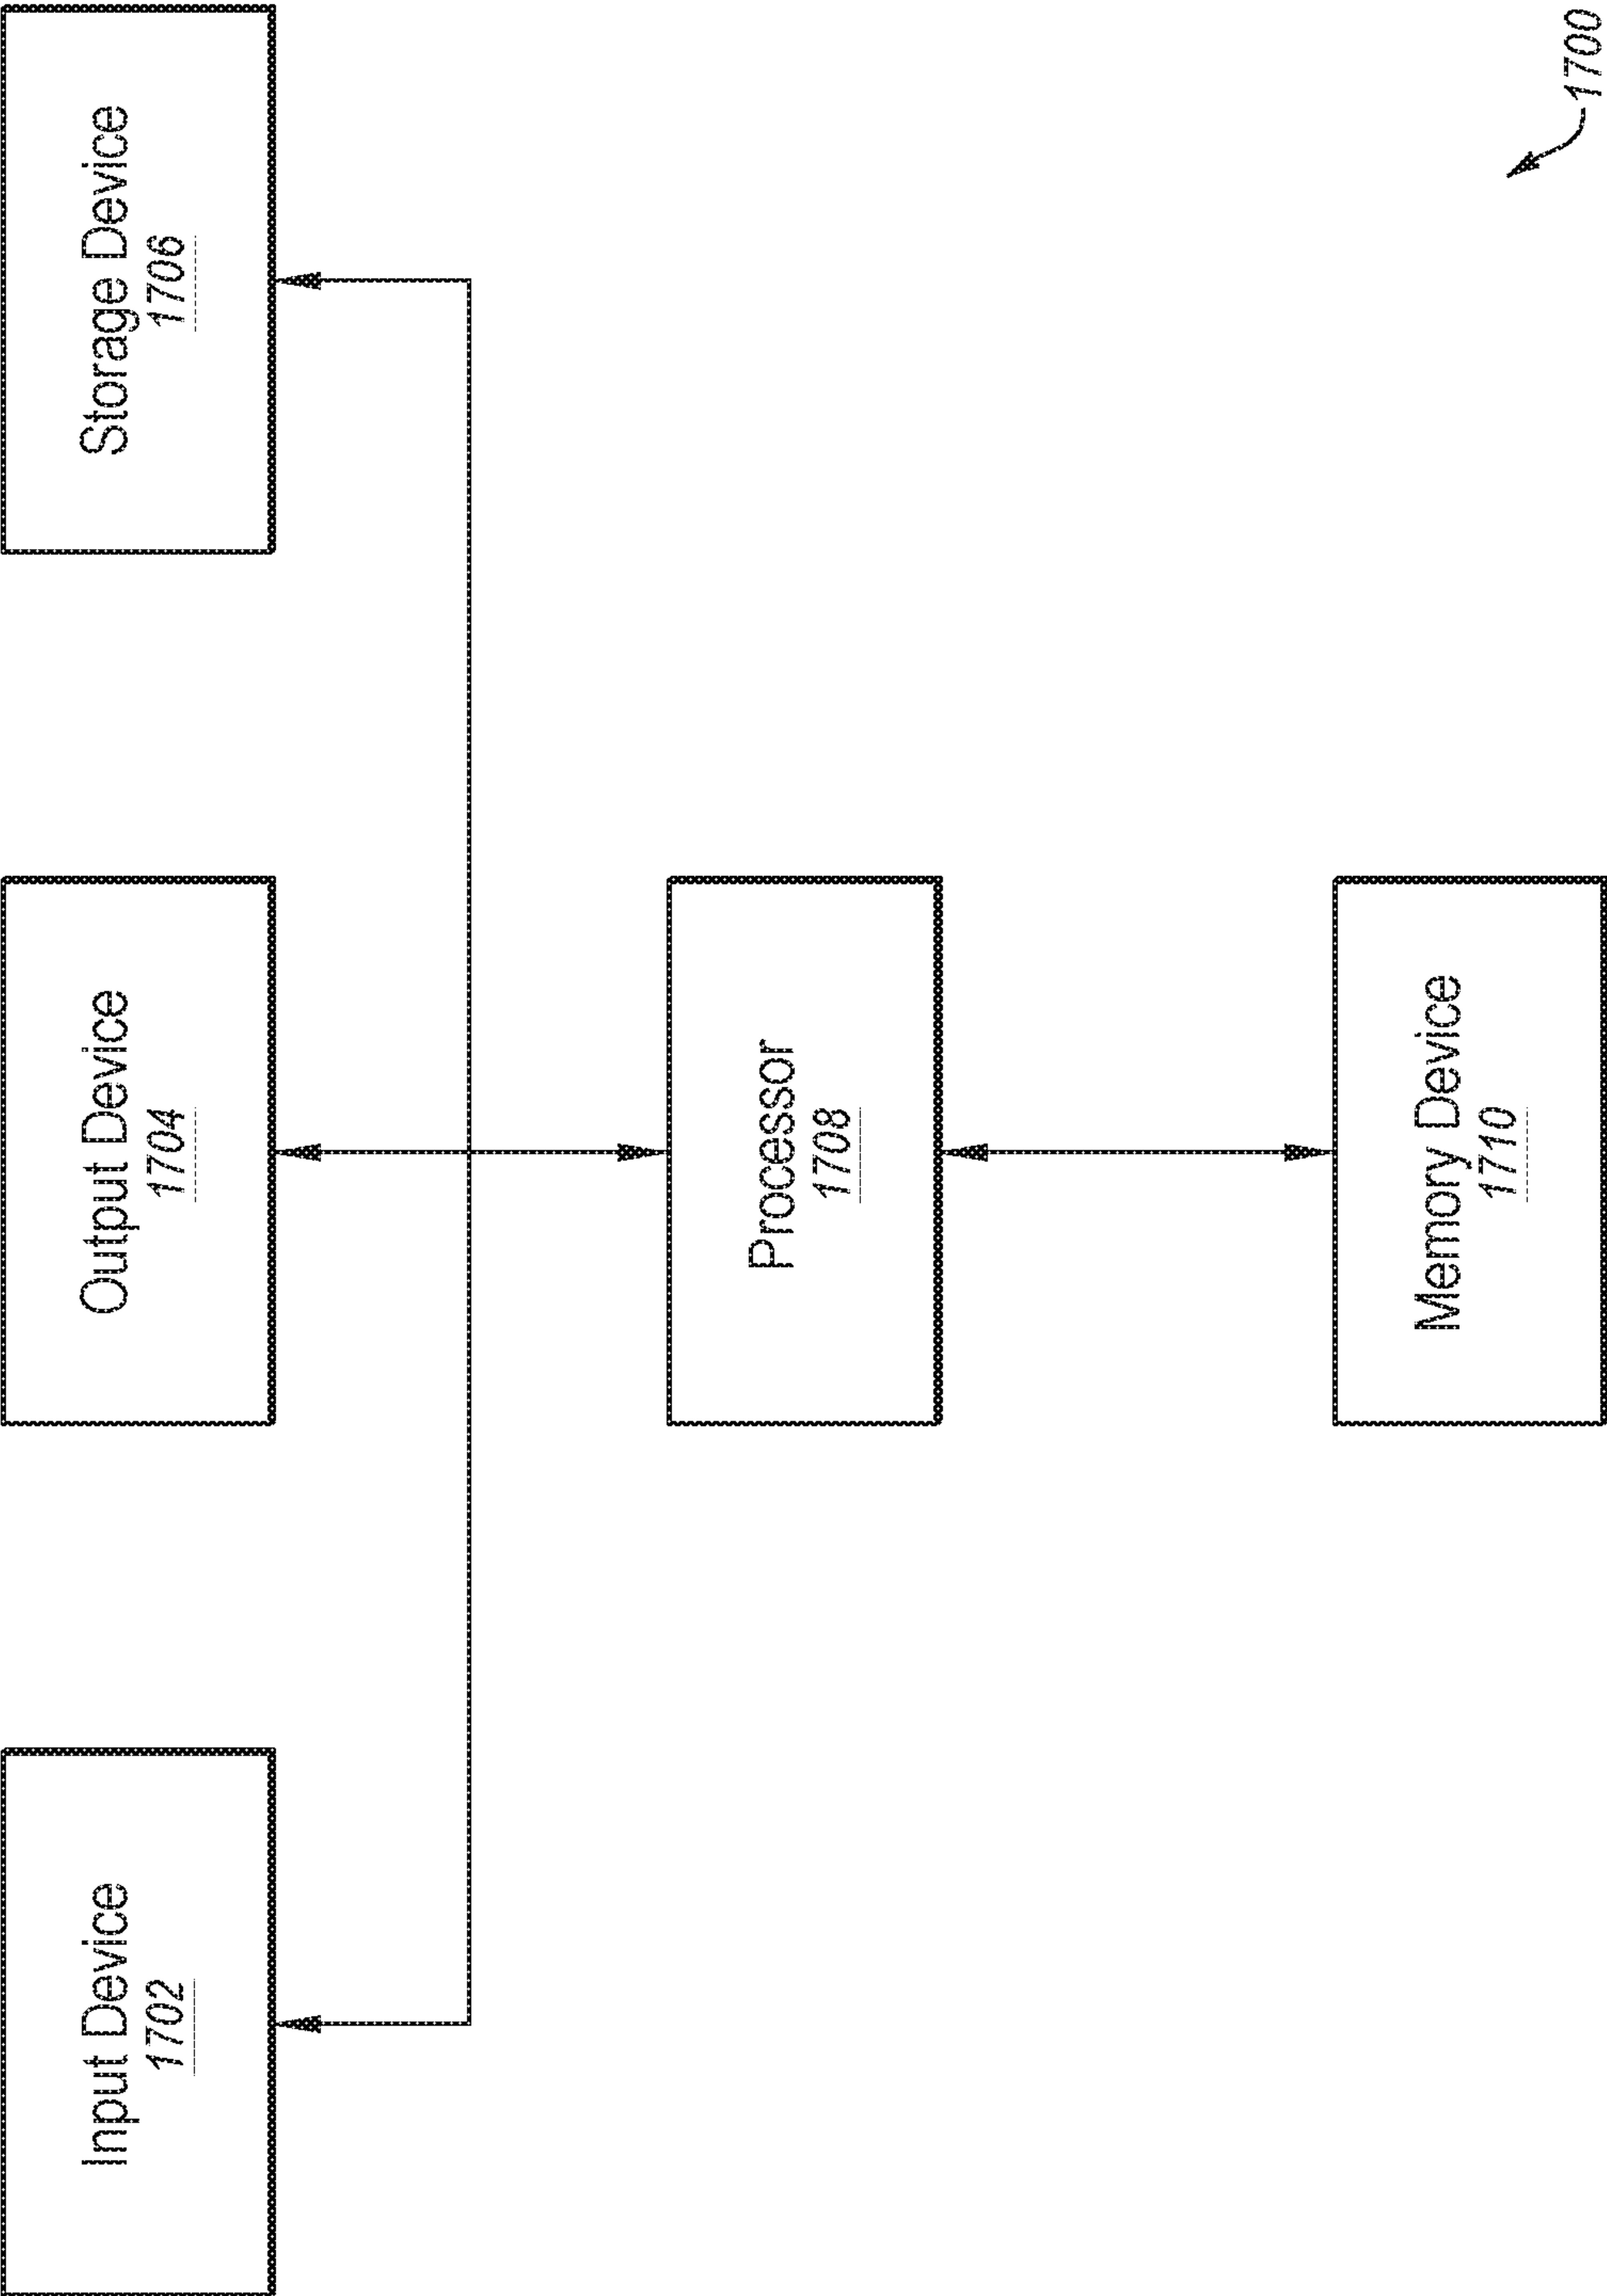 Input Device
1702
Output Device
1704
Storage Device
1706
Processor
1708
Memory Device
1710
1700